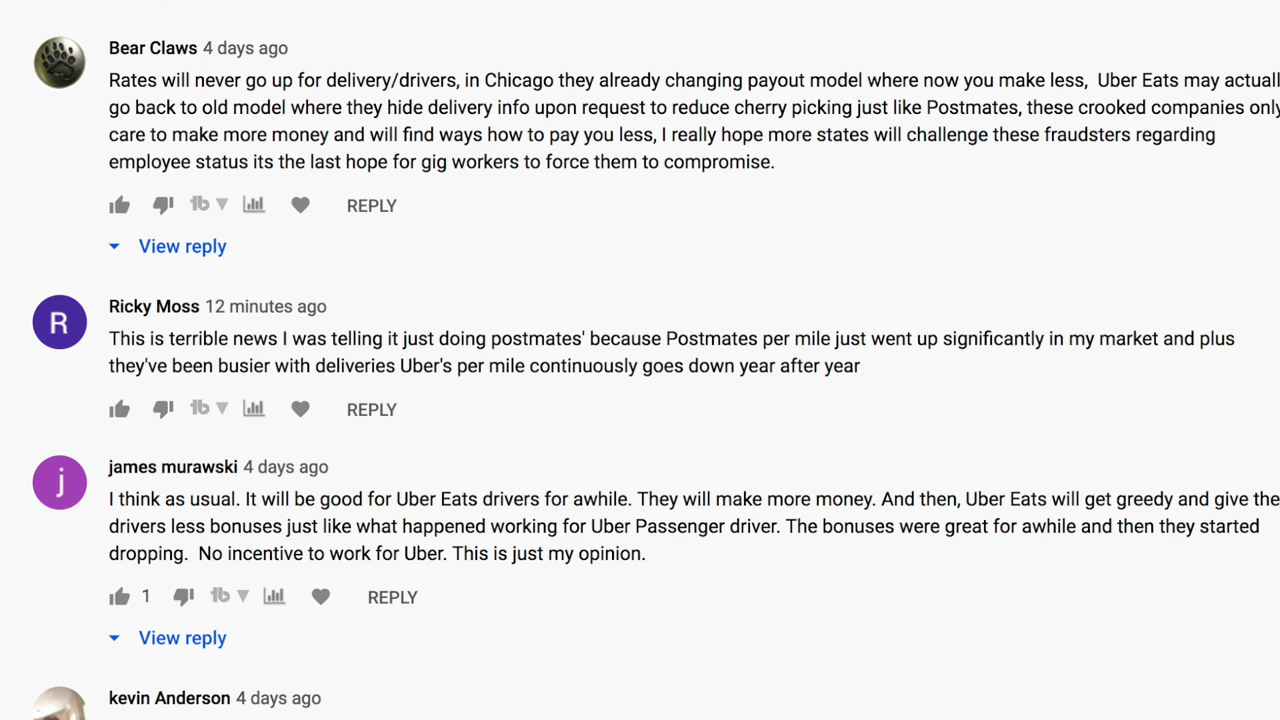 Bear Claws 4 days ago
Rates will never go up for delivery/drivers, in Chicago they already changing payout model where now you make less,  Uber Eats may actuall
go back to old model where they hide delivery info upon request to reduce cherry picking just like Postmates, these crooked companies only
care to make more money and will find ways how to pay you less, I really hope more states will challenge these fraudsters regarding
employee status its the last hope for gig workers to force them to compromise.
REPLY
View reply
R
Ricky Moss 12 minutes ago
This is terrible news I was telling it just doing postmates' because Postmates per mile just went up significantly in my market and plus
they've been busier with deliveries Uber's per mile continuously goes down year after year
REPLY
j
james murawski 4 days ago
I think as usual. It will be good for Uber Eats drivers for awhile. They will make more money. And then, Uber Eats will get greedy and give the
drivers less bonuses just like what happened working for Uber Passenger driver. The bonuses were great for awhile and then they started
dropping.  No incentive to work for Uber. This is just my opinion.
1 REPLY
View reply
kevin Anderson 4 days ago